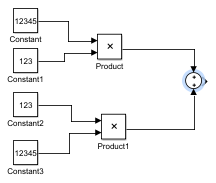 12345
Constant
123
Constant1
×
Product
+
+
123
Constant2
×
Product1
12345
Constant3